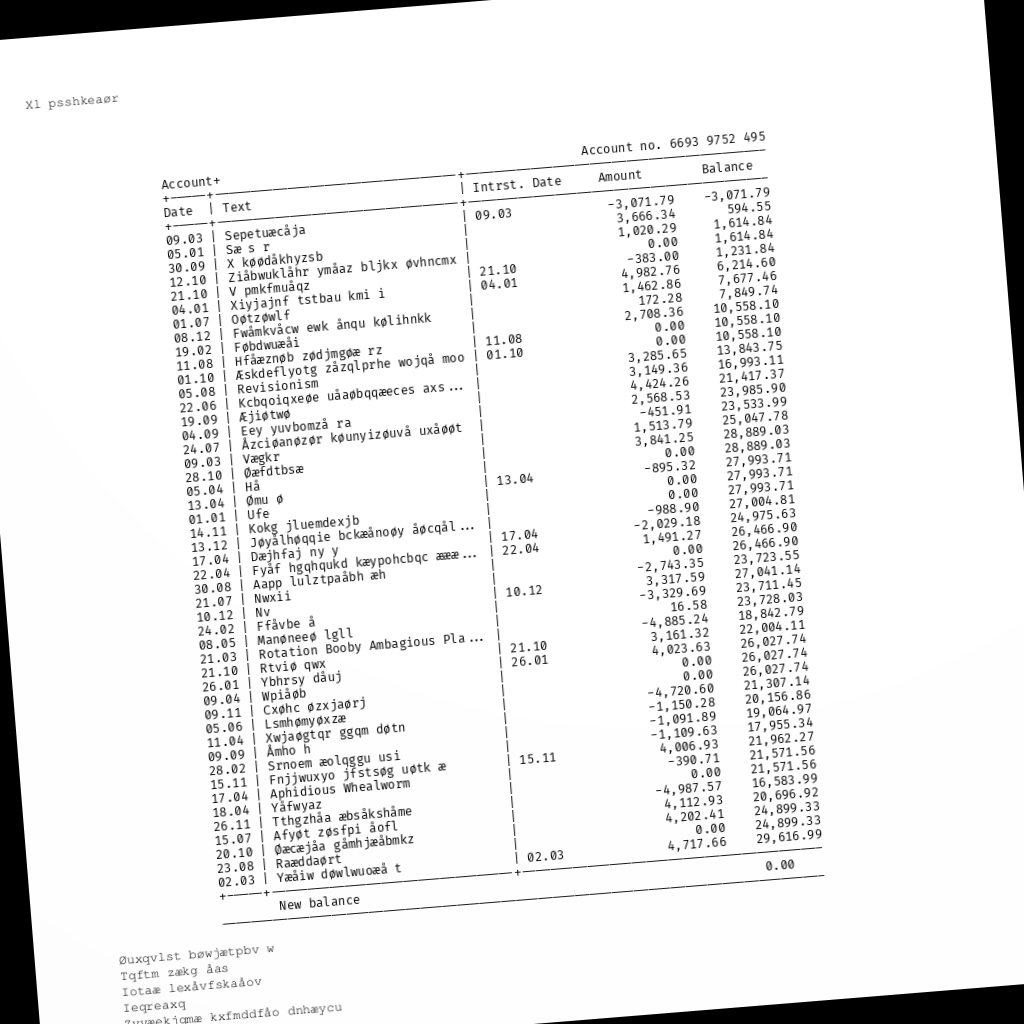 Xl psshkeaør
Account Account no. 6693 9752 495
Date | Text | Intrst. Date Amount Balance
09.03 | Sepetuæcåja | 09.03 -3,071.79 -3,071.79
05.01 | Sæ s r | 3,666.34 594.55
30.09 | X køødåkhyzsb | 1,020.29 1,614.84
12.10 | Ziåbwuklåhr ymåaz bljkx øvhncmx | 0.00 1,614.84
21.10 | V pmkfmuåqz | 21.10 -383.00 1,231.84
04.01 | Xiyjajnf tstbau kmi i | 04.01 4,982.76 6,214.60
01.07 | Oøtzøwlf | 1,462.86 7,677.46
08.12 | Fwåmkvåcw ewk ånqu kølihnkk | 172.28 7,849.74
19.02 | Føbdwuæåi | 2,708.36 10,558.10
11.08 | Hfåæznøb zødjmgøæ rz | 11.08 0.00 10,558.10
01.10 | Æskdeflyotg zåzqlprhe wojqå moo | 01.10 0.00 10,558.10
05.08 | Revisionism | 3,285.65 13,843.75
22.06 | Kcbqoiqxeøe uåaøbqqæeces axs... | 3,149.36 16,993.11
19.09 | Æjiøtwø | 4,424.26 21,417.37
04.09 | Eey yuvbomzå ra | 2,568.53 23,985.90
24.07 | Åzciøanøzør køunyizøuvå uxåøøt | -451.91 23,533.99
09.03 | Vægkr | 1,513.79 25,047.78
28.10 | Øæfdtbsæ | 3,841.25 28,889.03
05.04 | Hå | 0.00 28,889.03
13.04 | Ømu ø | 13.04 -895.32 27,993.71
01.01 | Ufe | 0.00 27,993.71
14.11 | Kokg jluemdexjb | 0.00 27,993.71
13.12 | Jøyålhøqqie bckæånoøy åøcqål... | -988.90 27,004.81
17.04 | Dæjhfaj ny y | 17.04 -2,029.18 24,975.63
22.04 | Fyåf hgqhqukd kæypohcbqc æææ... | 22.04 1,491.27 26,466.90
30.08 | Aapp lulztpaåbh æh | 0.00 26,466.90
21.07 | Nwxii | -2,743.35 23,723.55
10.12 | Nv | 10.12 3,317.59 27,041.14
24.02 | Ffåvbe å | -3,329.69 23,711.45
08.05 | Manøneeø lgll | 16.58 23,728.03
21.03 | Rotation Booby Ambagious Pla... | -4,885.24 18,842.79
21.10 | Rtviø qwx | 21.10 3,161.32 22,004.11
26.01 | Ybhrsy dåuj | 26.01 4,023.63 26,027.74
09.04 | Wpiåøb | 0.00 26,027.74
09.11 | Cxøhc øzxjaørj | 0.00 26,027.74
05.06 | Lsmhømyøxzæ | -4,720.60 21,307.14
11.04 | Xwjaøgtqr ggqm døtn | -1,150.28 20,156.86
09.09 | Åmho h | -1,091.89 19,064.97
28.02 | Srnoem æolqggu usi | -1,109.63 17,955.34
15.11 | Fnjjwuxyo jfstsøg uøtk æ | 15.11 4,006.93 21,962.27
17.04 | Aphidious Whealworm | -390.71 21,571.56
18.04 | Yåfwyaz | 0.00 21,571.56
26.11 | Tthgzhåa æbsåkshåme | -4,987.57 16,583.99
15.07 | Afyøt zøsfpi åofl | 4,112.93 20,696.92
20.10 | Øæcæjåa gåmhjæåbmkz | 4,202.41 24,899.33
23.08 | Raæddaørt | 0.00 24,899.33
02.03 | Yæåiw døwlwuoæå t | 02.03 4,717.66 29,616.99
New balance 0.00
Øuxqvlst bøwjætpbv w
Tqftm zækg åas
Iotaæ lexåvfskaåov
Ieqreaxq
kxfmddfåo dnhæycu